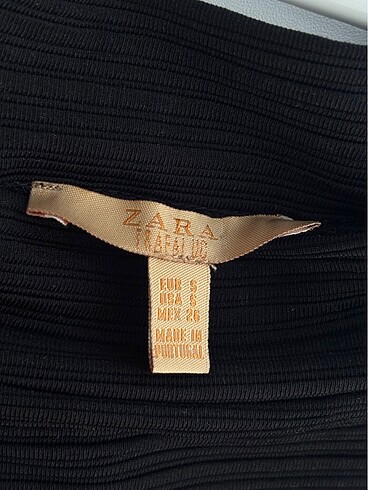 ZARA
TRAFALUC
EUR S
USA S
MEX 26
MADE IN
PORTUGAL